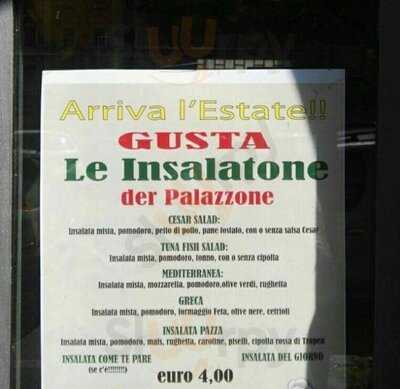 Arriva l'Estate!!
GUSTA
Le Insalatone
der Palazzone
CESAR SALAD:
Insalata mista, pomodoro, petto di pollo, pane tostato, con o senza salsa Cesar
TUNA FISH SALAD:
Insalata mista, pomodoro, tonno, con o senza cipolla
MEDITERRANEA:
Insalata mista, mozzarella, pomodoro,olive verdi, rughetta
GRECA
Insalata mista, pomodoro, formaggio Feta, olive nere, cetrioli
INSALATA PAZZA
Insalata mista, pomodoro, mais, rughetta, carotine, piselli, cipolla rossa di Tropea
INSALATA COME TE PARE INSALATA DEL GIORNO
(se c'è!!!!!!!!)
euro 4,00